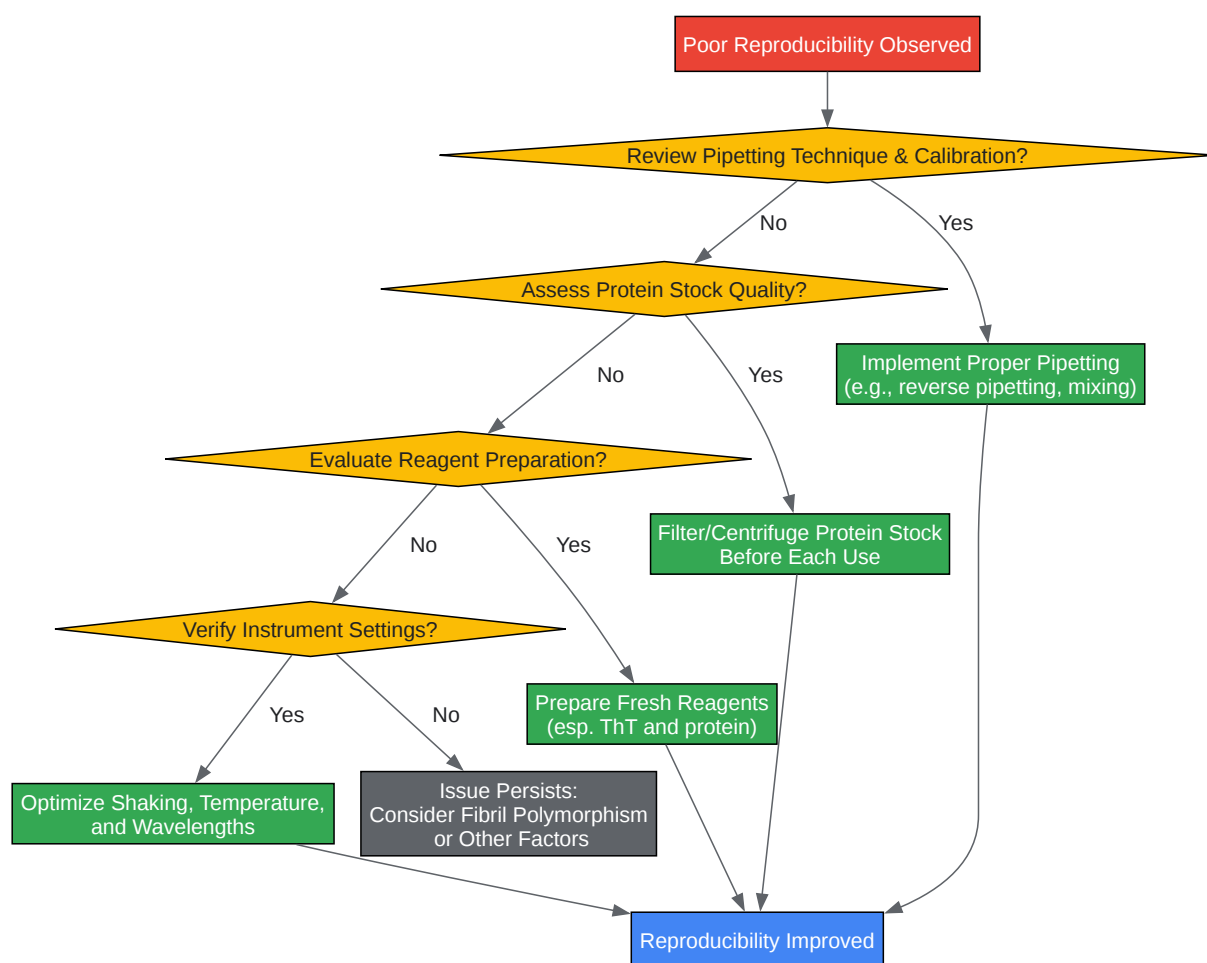 Poor Reproducibility Observed
Review Pipetting Technique & Calibration?
No
Yes
Assess Protein Stock Quality?
Implement Proper Pipetting
(e.g., reverse pipetting, mixing)
No
Yes
Evaluate Reagent Preparation?
Filter/Centrifuge Protein Stock
Before Each Use
No
Yes
Verify Instrument Settings?
Prepare Fresh Reagents
(esp. ThT and protein)
Yes
No
Optimize Shaking, Temperature,
and Wavelengths
Issue Persists:
Consider Fibril Polymorphism
or Other Factors
Reproducibility Improved